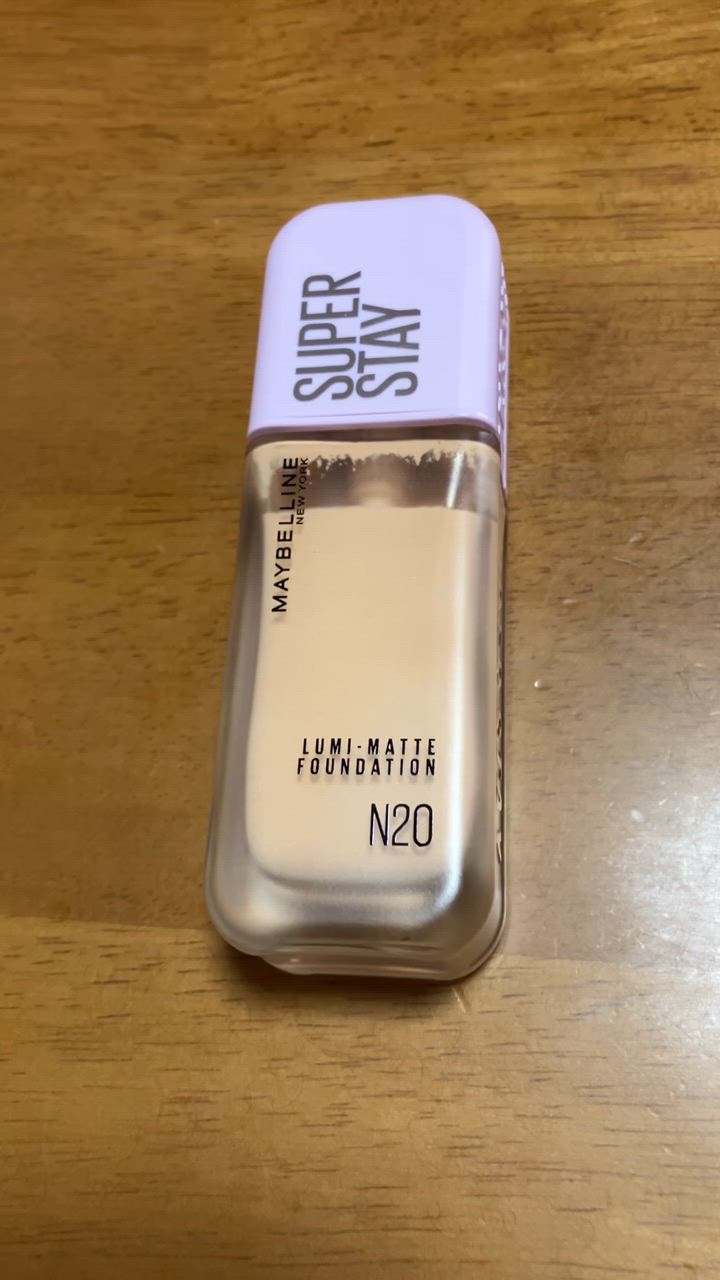 SUPER
STAY
MAYBELLINE
NEW YORK
LUMI-MATTE
FOUNDATION
N20